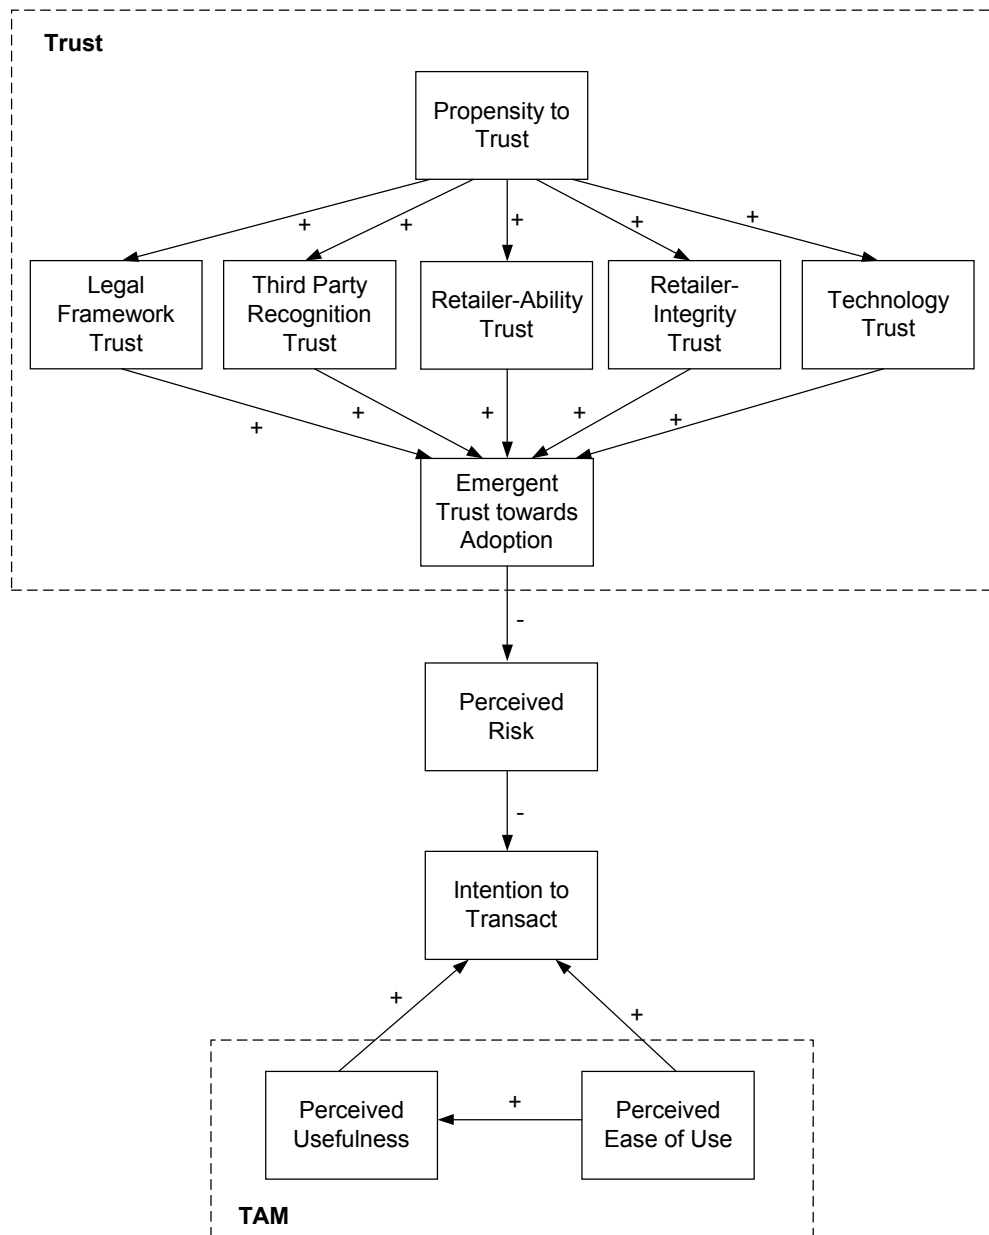 Trust
Propensity to
Trust
+
+
+
+
+
Legal
Framework
Trust
Third Party
Recognition
Trust
Retailer-Ability
Trust
Retailer-
Integrity
Trust
Technology
Trust
+
+
+
+
+
Emergent
Trust towards
Adoption
-
Perceived
Risk
-
Intention to
Transact
+
+
Perceived
Usefulness
+
Perceived
Ease of Use
TAM